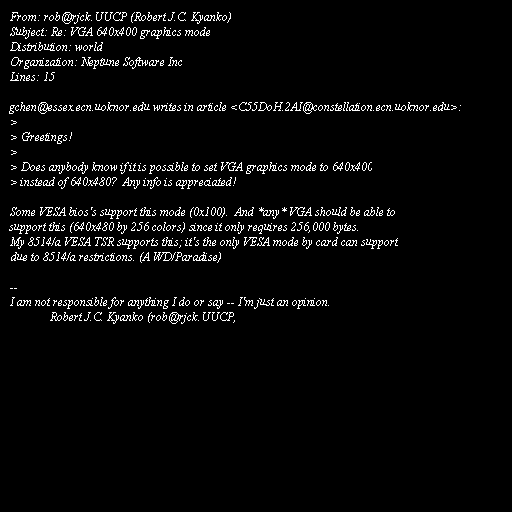 From: rob@rjck.UUCP (Robert J.C. Kyanko)
Subject: Re: VGA 640x400 graphics mode
Distribution: world
Organization: Neptune Software Inc
Lines: 15

gchen@essex.ecn.uoknor.edu writes in article <C55DoH.2AI@constellation.ecn.uoknor.edu>:
>
> Greetings!
>
> Does anybody know if it is possible to set VGA graphics mode to 640x400
> instead of 640x480?  Any info is appreciated!

Some VESA bios's support this mode (0x100).  And *any* VGA should be able to
support this (640x480 by 256 colors) since it only requires 256,000 bytes.
My 8514/a VESA TSR supports this; it's the only VESA mode by card can support
due to 8514/a restrictions. (A WD/Paradise)

--
I am not responsible for anything I do or say -- I'm just an opinion.
Robert J.C. Kyanko (rob@rjck.UUCP,